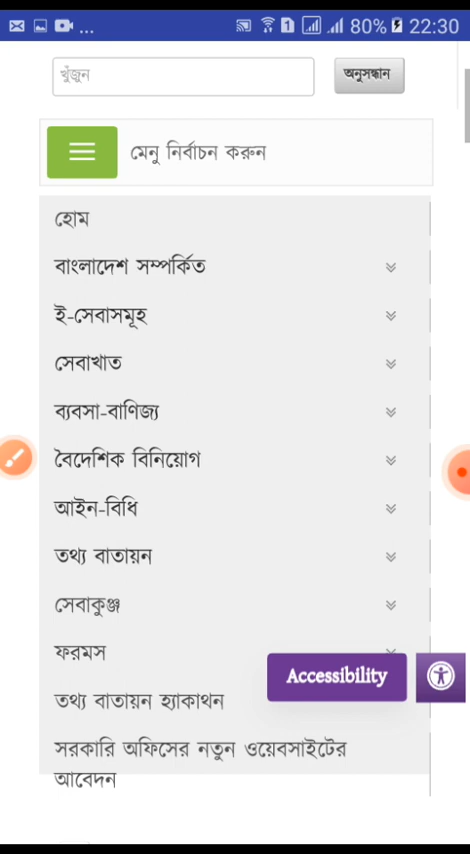 ... 80% 22:30
খুঁজুন
অনুসন্ধান
মেনু নির্বাচন করুন
হোম
বাংলাদেশ সম্পর্কিত
ই-সেবাসমূহ
সেবাখাত
ব্যবসা-বাণিজ্য
বৈদেশিক বিনিয়োগ
আইন-বিধি
তথ্য বাতায়ন
সেবাকুঞ্জ
ফরমস
Accessibility
তথ্য বাতায়ন হ্যাকাথন
সরকারি অফিসের নতুন ওয়েবসাইটের
আবেদন